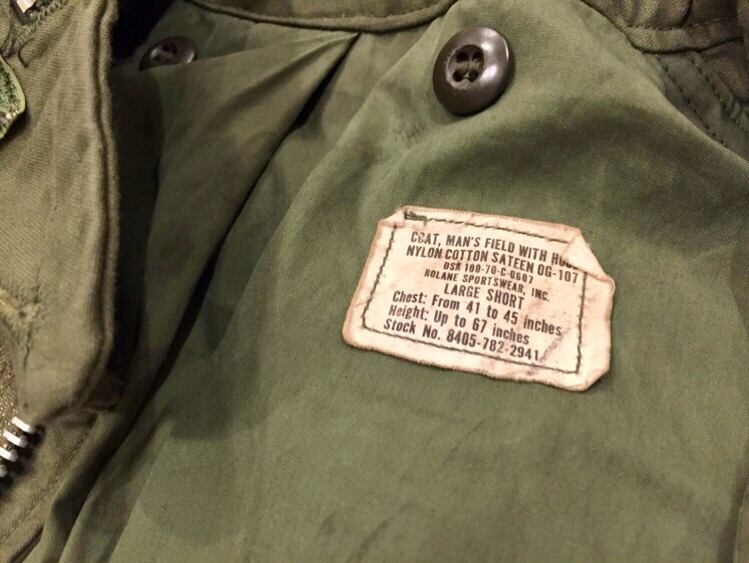 COAT, MAN'S FIELD WITH
NYLON COTTON SATEEN OG-107
DSA 100-70-C-0607
ROLANE SPORTSWEAR, INC.
LARGE SHORT
Chest: From 41 to 45 inches
Height: Up to 67 inches
Stock No. 8405-782-2941